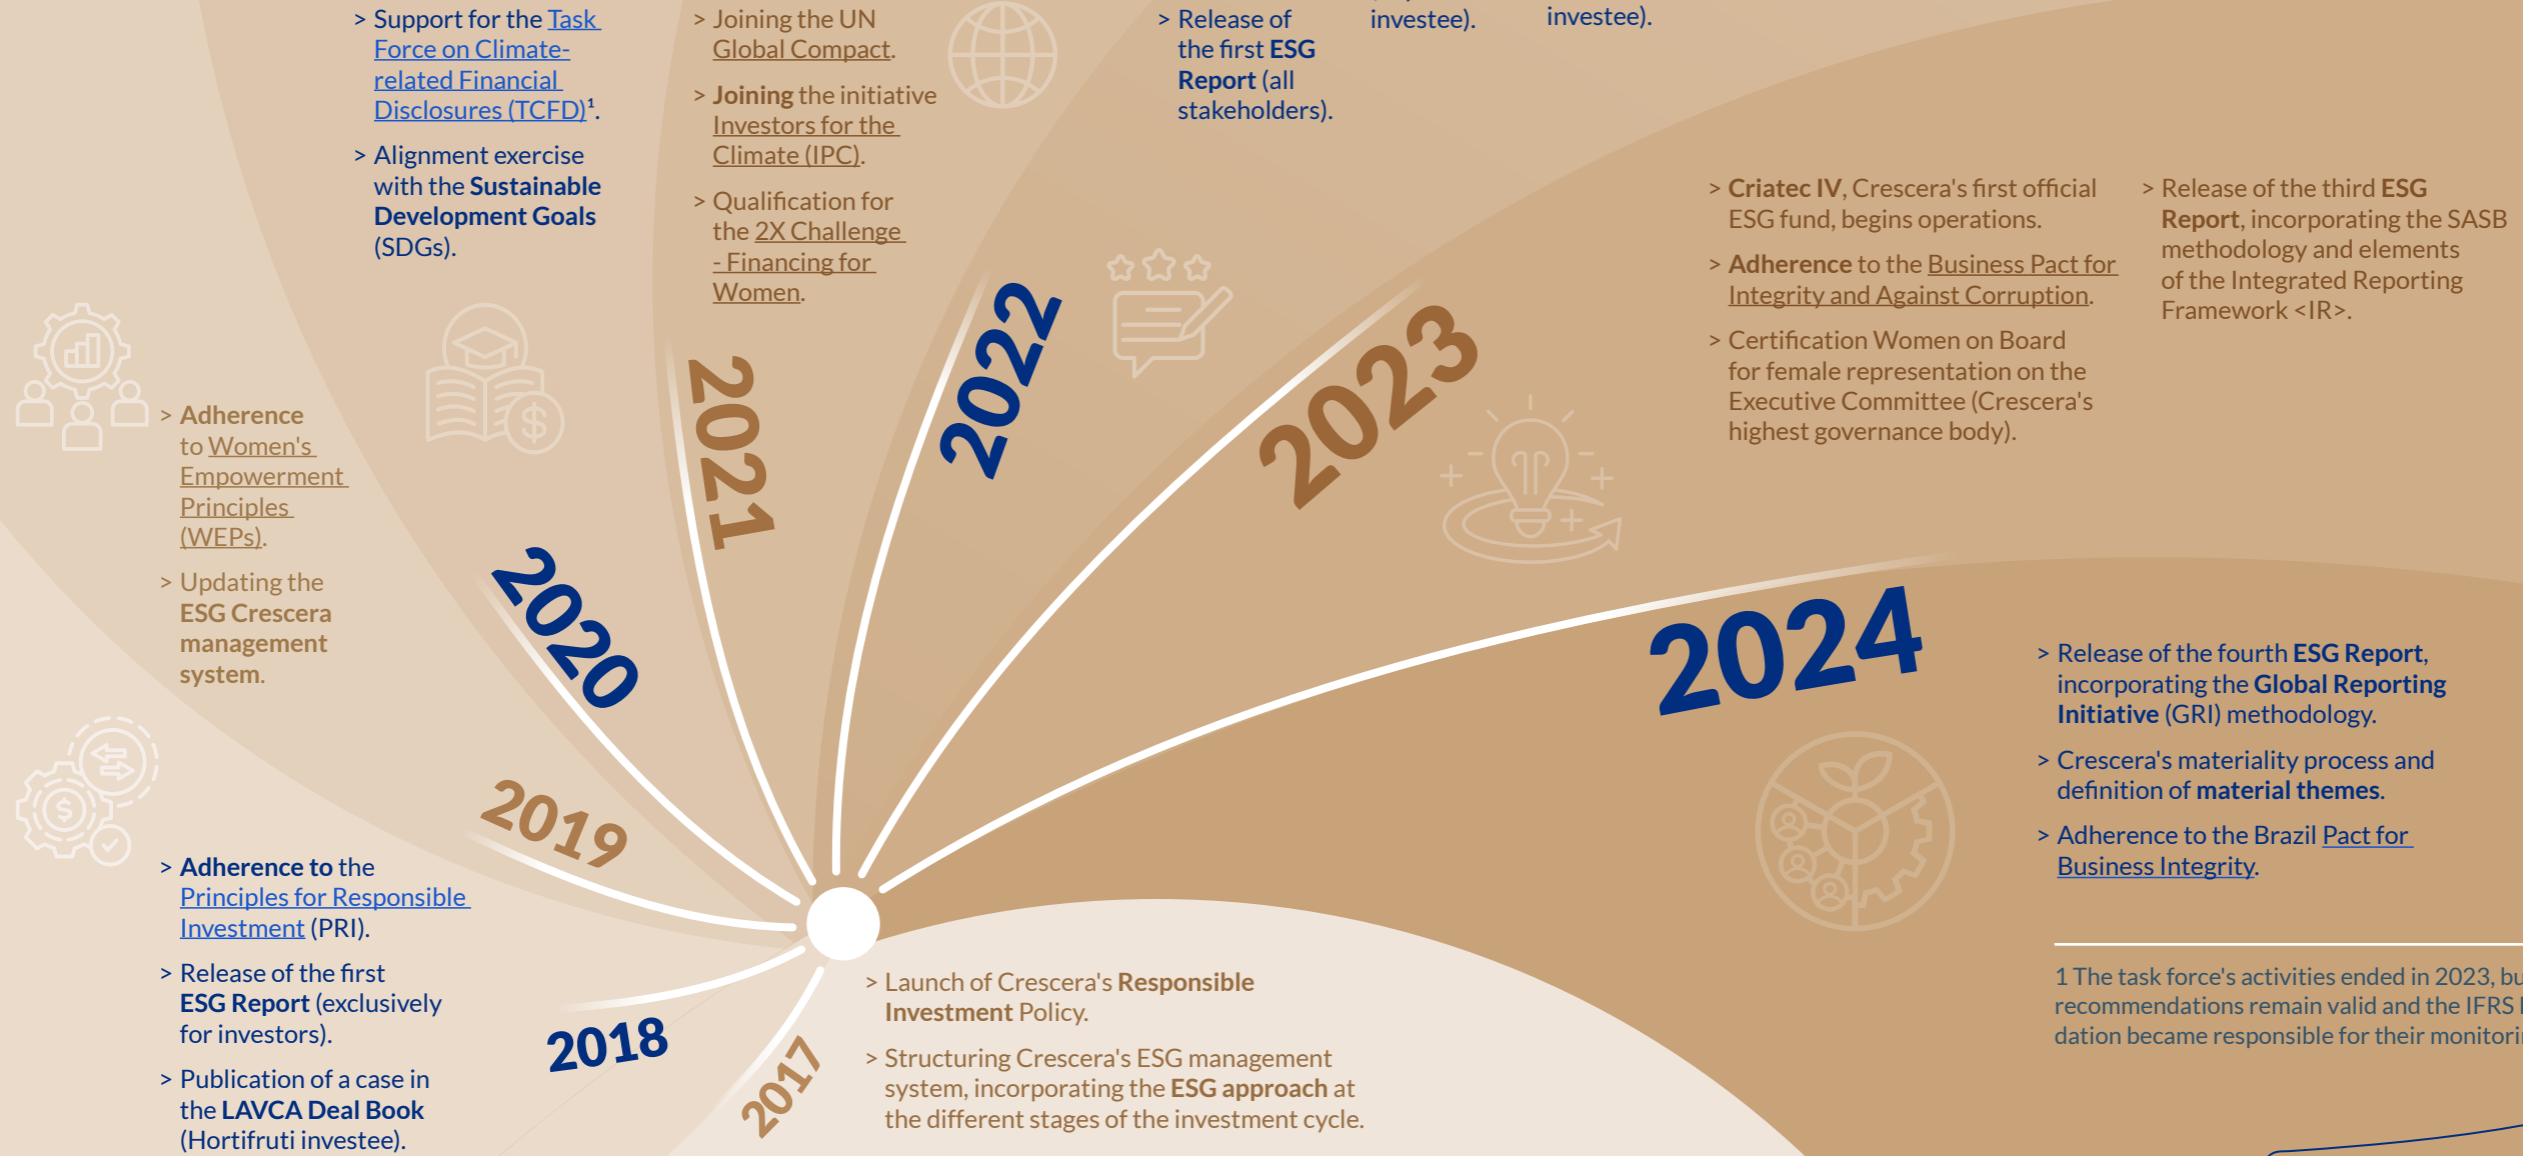 > Support for the Task
Force on Climate-
related Financial
Disclosures (TCFD)¹.
> Alignment exercise
with the Sustainable
Development Goals
(SDGs).
> Joining the UN
Global Compact.
> Joining the initiative
Investors for the
Climate (IPC).
> Qualification for
the 2X Challenge
- Financing for
Women.
> Release of
the first ESG
Report (all
stakeholders).
investee).
investee).
> Criatec IV, Crescera's first official
ESG fund, begins operations.
> Adherence to the Business Pact for
Integrity and Against Corruption.
> Certification Women on Board
for female representation on the
Executive Committee (Crescera's
highest governance body).
> Release of the third ESG
Report, incorporating the SASB
methodology and elements
of the Integrated Reporting
Framework <IR>.
> Adherence
to Women's
Empowerment
Principles
(WEPs).
> Updating the
ESG Crescera
management
system.
2020
2021
2022
2023
2024
2019
2018
2017
> Release of the fourth ESG Report,
incorporating the Global Reporting
Initiative (GRI) methodology.
> Crescera's materiality process and
definition of material themes.
> Adherence to the Brazil Pact for
Business Integrity.
> Adherence to the
Principles for Responsible
Investment (PRI).
> Release of the first
ESG Report (exclusively
for investors).
> Publication of a case in
the LAVCA Deal Book
(Hortifruti investee).
> Launch of Crescera's Responsible
Investment Policy.
> Structuring Crescera's ESG management
system, incorporating the ESG approach at
the different stages of the investment cycle.
1 The task force's activities ended in 2023,
recommendations remain valid and the IFRS
dation became responsible for their